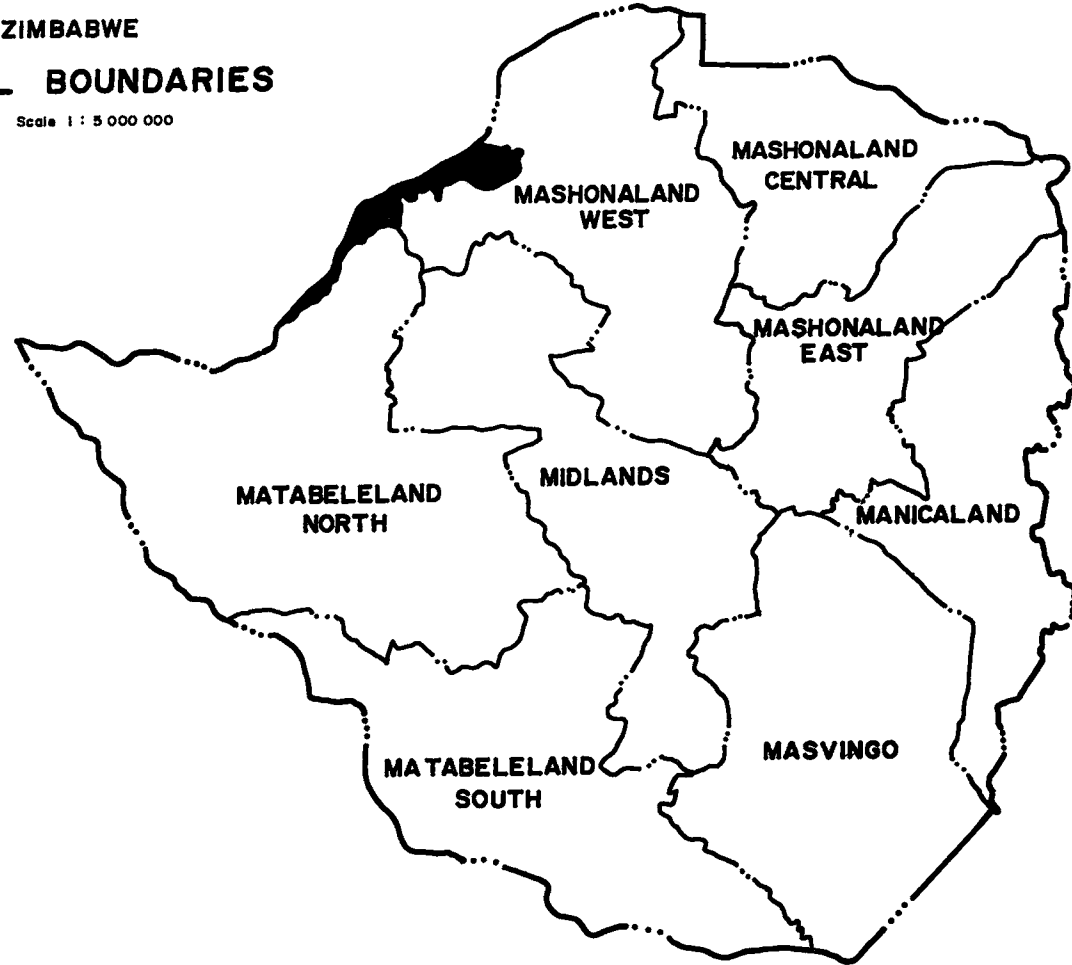 ZIMBABWE
BOUNDARIES
Scale 1 : 5 000 000
MASHONALAND
CENTRAL
MASHONALAND
WEST
MASHONALAND
EAST
MIDLANDS
MATABELELAND
NORTH
MANICALAND
MASVINGO
MATABELELAND
SOUTH